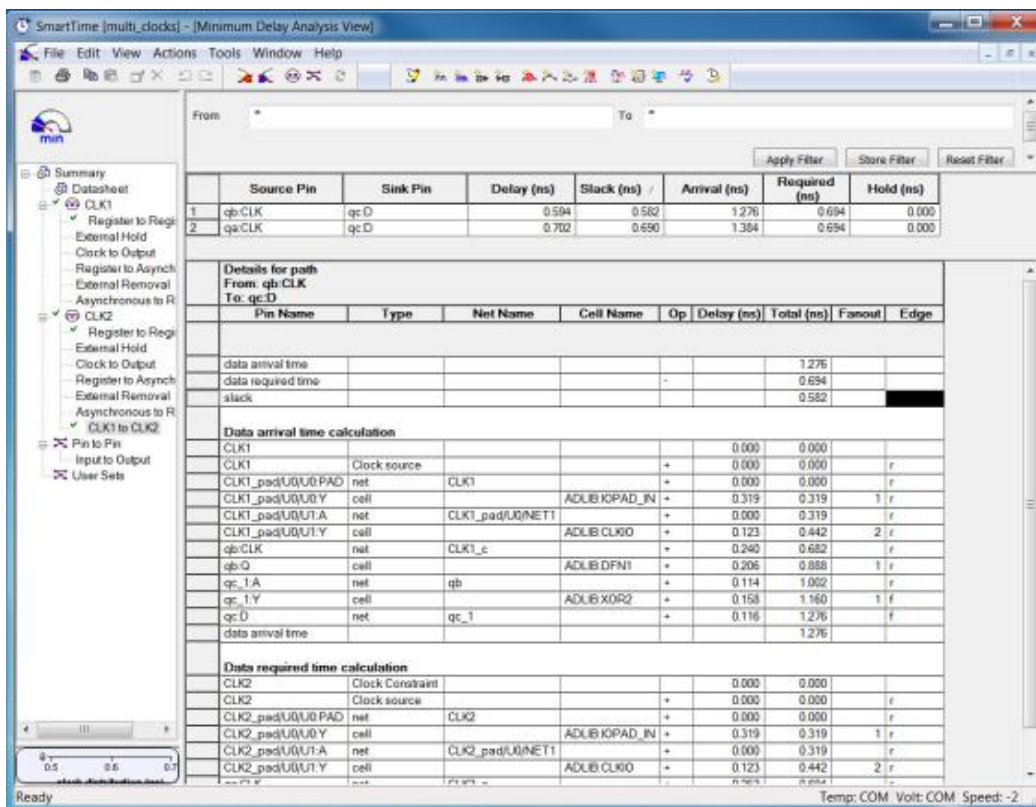 SmartTime [multi_clocks] - [Minimum Delay Analysis View]
File Edit View Actions Tools Window Help
From * To *
Apply Filter Store Filter Reset Filter
min
Summary
Datasheet
CLK1
Register to Regi
External Hold
Clock to Output
Register to Asynch
External Removal
Asynchronous to R
CLK2
Register to Regi
External Hold
Clock to Output
Register to Asynch
External Removal
Asynchronous to R
CLK1 to CLK2
Pin to Pin
Input to Output
User Sets
0.5 0.6 0.7
Source Pin Sink Pin Delay (ns) Slack (ns) Arrival (ns) Required (ns) Hold (ns)
1 qb:CLK qc:D 0.594 0.582 1.276 0.694 0.000
2 qa:CLK qc:D 0.702 0.690 1.384 0.694 0.000
Details for path
From: qb:CLK
To: qc:D
Pin Name Type Net Name Cell Name Op Delay (ns) Total (ns) Fanout Edge
data arrival time 1.276
data required time - 0.694
slack 0.582
Data arrival time calculation
CLK1 0.000 0.000
CLK1 Clock source + 0.000 0.000 r
CLK1_pad/U0/U0:PAD net CLK1 + 0.000 0.000 r
CLK1_pad/U0/U0:Y cell ADLIB:IOPAD_IN + 0.319 0.319 1 r
CLK1_pad/U0/U1:A net CLK1_pad/U0/NET1 + 0.000 0.319 r
CLK1_pad/U0/U1:Y cell ADLIB:CLKIO + 0.123 0.442 2 r
qb:CLK net CLK1_c + 0.240 0.682 r
qb:Q cell ADLIB:DFN1 + 0.206 0.888 1 r
qc_1:A net qb + 0.114 1.002 r
qc_1:Y cell ADLIB:XOR2 + 0.158 1.160 1 f
qc:D net qc_1 + 0.116 1.276 f
data arrival time 1.276
Data required time calculation
CLK2 Clock Constraint 0.000 0.000
CLK2 Clock source + 0.000 0.000 r
CLK2_pad/U0/U0:PAD net CLK2 + 0.000 0.000 r
CLK2_pad/U0/U0:Y cell ADLIB:IOPAD_IN + 0.319 0.319 1 r
CLK2_pad/U0/U1:A net CLK2_pad/U0/NET1 + 0.000 0.319 r
CLK2_pad/U0/U1:Y cell ADLIB:CLKIO + 0.123 0.442 2 r
Ready Temp: COM Volt: COM Speed: -2